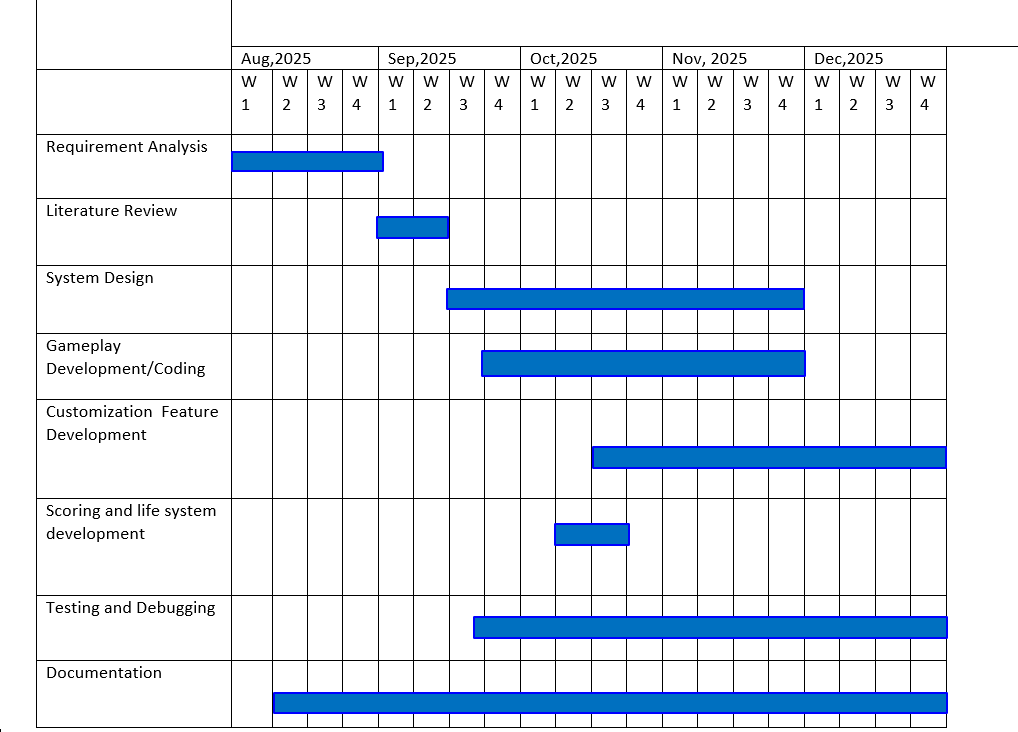 Aug,2025 Sep,2025 Oct,2025 Nov, 2025 Dec,2025
W W W W W W W W W W W W W W W W W W W W
1 2 3 4 1 2 3 4 1 2 3 4 1 2 3 4 1 2 3 4
Requirement Analysis
Literature Review
System Design
Gameplay
Development/Coding
Customization Feature
Development
Scoring and life system
development
Testing and Debugging
Documentation